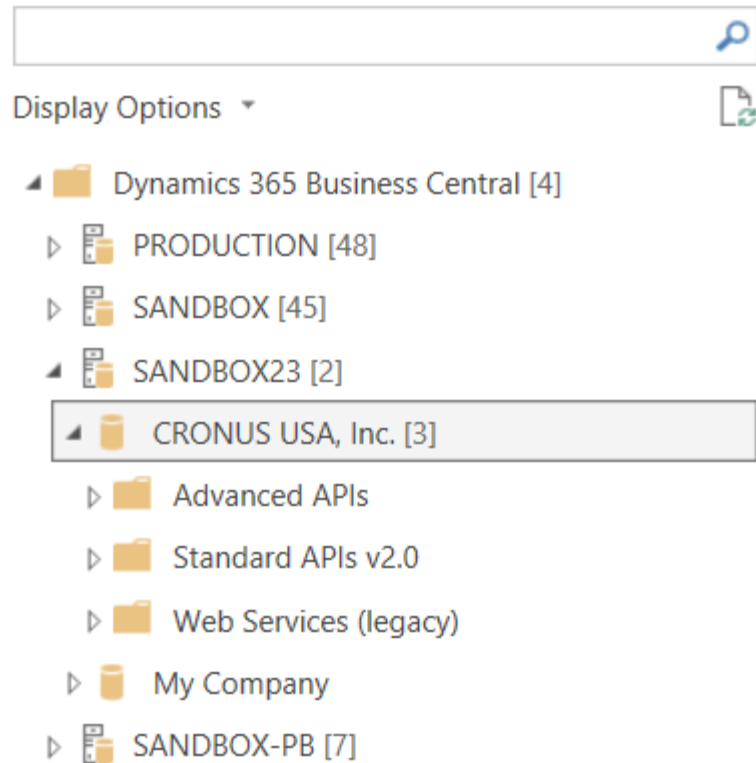 Display Options
Dynamics 365 Business Central [4]
PRODUCTION [48]
SANDBOX [45]
SANDBOX23 [2]
CRONUS USA, Inc. [3]
Advanced APIs
Standard APIs v2.0
Web Services (legacy)
My Company
SANDBOX-PB [7]